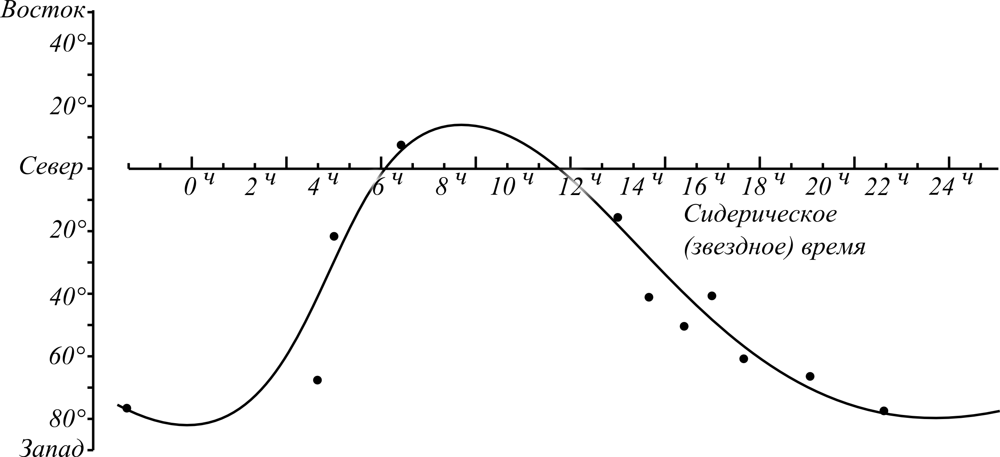 Восток
40°
20°
Север
0 ч 2 ч 4 ч 6 ч 8 ч 10 ч 12 ч 14 ч 16 ч 18 ч 20 ч 22 ч 24 ч
Сидерическое
(звездное) время
20°
40°
60°
80°
Запад